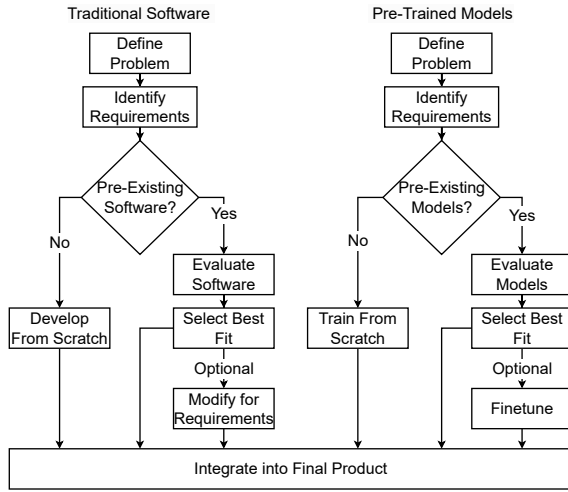 Traditional Software
Define
Problem
Identify
Requirements
Pre-Existing
Software?
No
Yes
Evaluate
Software
Develop
From Scratch
Select Best
Fit
Optional
Modify for
Requirements
Pre-Trained Models
Define
Problem
Identify
Requirements
Pre-Existing
Models?
No
Yes
Evaluate
Models
Train From
Scratch
Select Best
Fit
Optional
Finetune
Integrate into Final Product